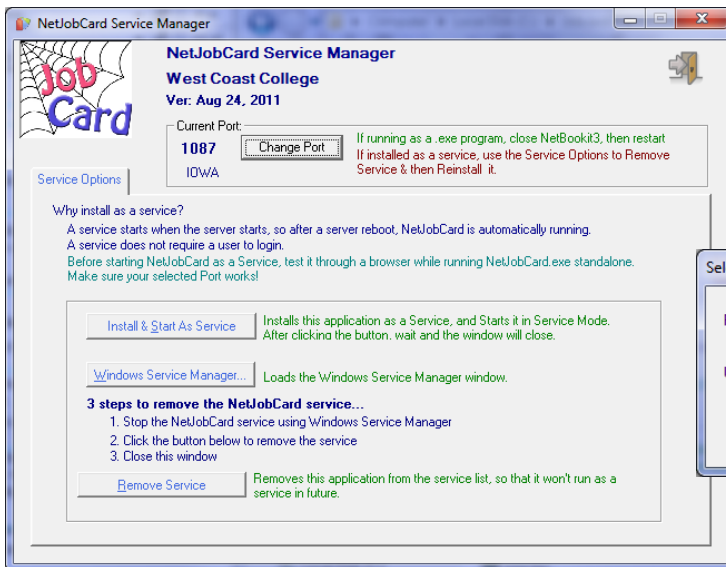 NetJobCard Service Manager
Job
Card
NetJobCard Service Manager
West Coast College
Ver: Aug 24, 2011
Current Port:
1087
IOWA
Change Port
If running as a .exe program, close NetBookit3, then restart
If installed as a service, use the Service Options to Remove
Service & then Reinstall it.
Service Options
Why install as a service?
A service starts when the server starts, so after a server reboot, NetJobCard is automatically running.
A service does not require a user to login.
Before starting NetJobCard as a Service, test it through a browser while running NetJobCard.exe standalone.
Make sure your selected Port works!
Install & Start As Service
Installs this application as a Service, and Starts it in Service Mode.
After clicking the button, wait and the window will close.
Windows Service Manager...
Loads the Windows Service Manager window.
3 steps to remove the NetJobCard service...
1. Stop the NetJobCard service using Windows Service Manager
2. Click the button below to remove the service
3. Close this window
Remove Service
Removes this application from the service list, so that it won't run as a
service in future.
Sel